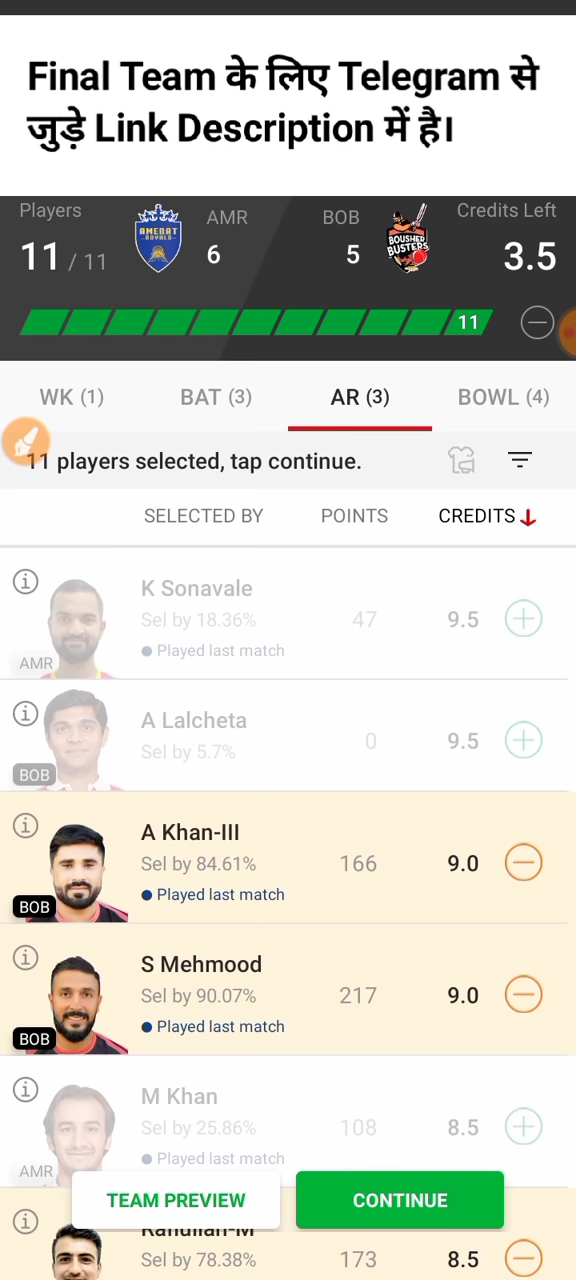 Final Team के लिए Telegram से
जुड़े Link Description में है।
Players
AMR
BOB
Credits Left
11 / 11
AMERAT
ROYALS
6
5
BOUSHER
BUSTERS
3.5
11
WK (1)
BAT (3)
AR (3)
BOWL (4)
11 players selected, tap continue.
SELECTED BY
POINTS
CREDITS
K Sonavale
Sel by 18.36%
47
9.5
Played last match
AMR
A Lalcheta
Sel by 5.7%
0
9.5
BOB
A Khan-III
Sel by 84.61%
166
9.0
Played last match
BOB
S Mehmood
Sel by 90.07%
217
9.0
Played last match
BOB
M Khan
Sel by 25.86%
108
8.5
Played last match
AMR
TEAM PREVIEW
CONTINUE
Sel by 78.38%
173
8.5